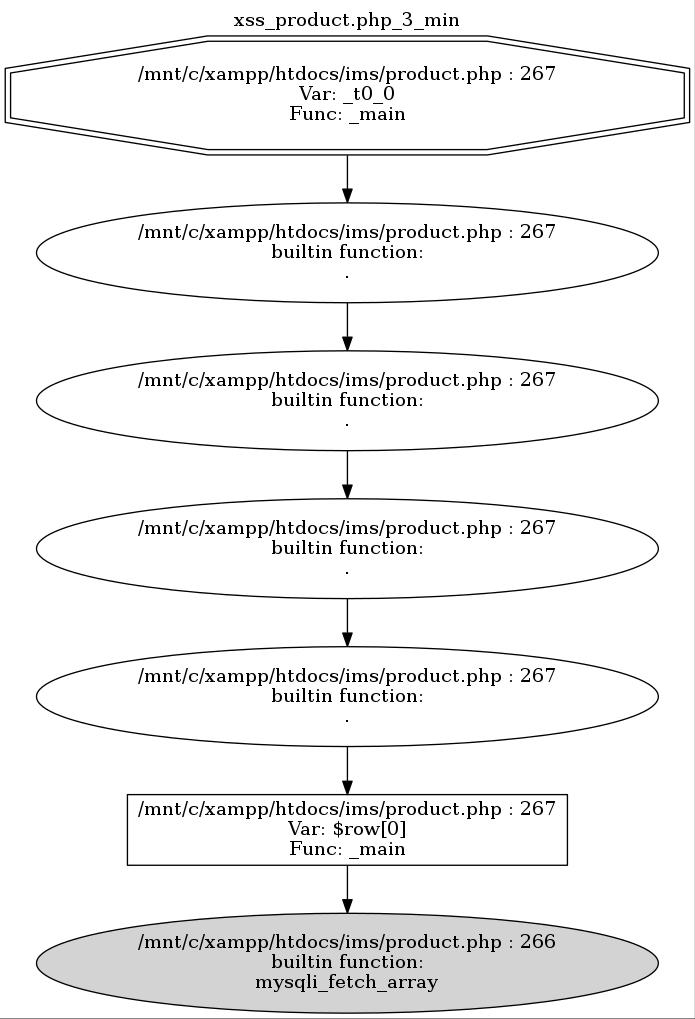 xss_product.php_3_min
/mnt/c/xampp/htdocs/ims/product.php : 267
Var: _t0_0
Func: _main
/mnt/c/xampp/htdocs/ims/product.php : 267
builtin function:
.
/mnt/c/xampp/htdocs/ims/product.php : 267
builtin function:
.
/mnt/c/xampp/htdocs/ims/product.php : 267
builtin function:
.
/mnt/c/xampp/htdocs/ims/product.php : 267
builtin function:
.
/mnt/c/xampp/htdocs/ims/product.php : 267
Var: $row[0]
Func: _main
/mnt/c/xampp/htdocs/ims/product.php : 266
builtin function:
mysqli_fetch_array